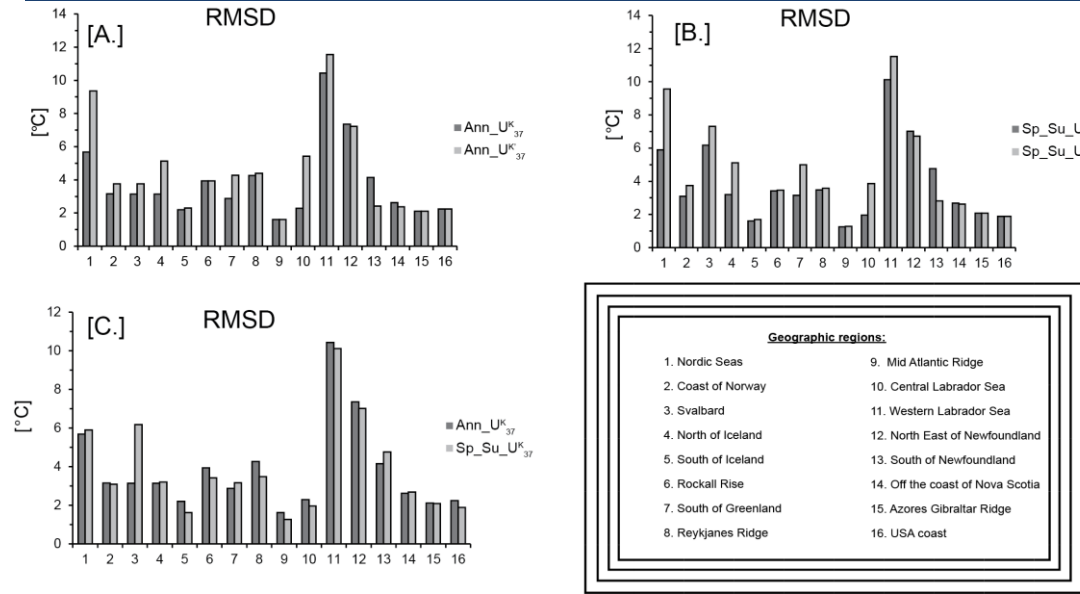 RMSD
[A.]
14
12
10
8
6
4
2
0
[°C]
1 2 3 4 5 6 7 8 9 10 11 12 13 14 15 16
Ann_Uᴷ₃₇
Ann_Uᴷ'₃₇
RMSD
[B.]
14
12
10
8
6
4
2
0
[°C]
1 2 3 4 5 6 7 8 9 10 11 12 13 14 15 16
Sp_Su_U
Sp_Su_U
RMSD
[C.]
12
10
8
6
4
2
0
[°C]
1 2 3 4 5 6 7 8 9 10 11 12 13 14 15 16
Ann_Uᴷ₃₇
Sp_Su_Uᴷ₃₇
Geographic regions:
1. Nordic Seas
2. Coast of Norway
3. Svalbard
4. North of Iceland
5. South of Iceland
6. Rockall Rise
7. South of Greenland
8. Reykjanes Ridge
9. Mid Atlantic Ridge
10. Central Labrador Sea
11. Western Labrador Sea
12. North East of Newfoundland
13. South of Newfoundland
14. Off the coast of Nova Scotia
15. Azores Gibraltar Ridge
16. USA coast